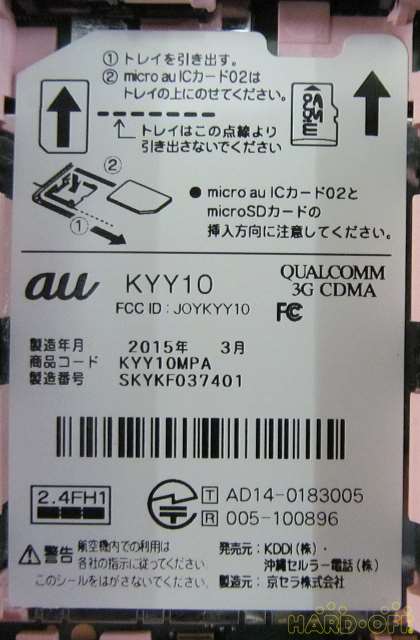 ① トレイを引き出す。
② micro au ICカード02は
トレイの上にのせてください。
トレイはこの点線より
引き出さないでください。
②
①
● micro au ICカード02と
microSDカードの
挿入方向に注意してください。
au KYY10
FCC ID : JOYKYY10
QUALCOMM
3G CDMA
FC
製造年月 2015年 3月
商品コード KYY10MPA
製造番号 SKYKF037401
2.4FH1
T AD14-0183005
R 005-100896
警告 航空機内での利用は
各社の指示に従ってください
このシールをはがさないでください。
発売元:KDDI(株)・
沖縄セルラー電話(株)
製造元:京セラ株式会社
HARD・OFF